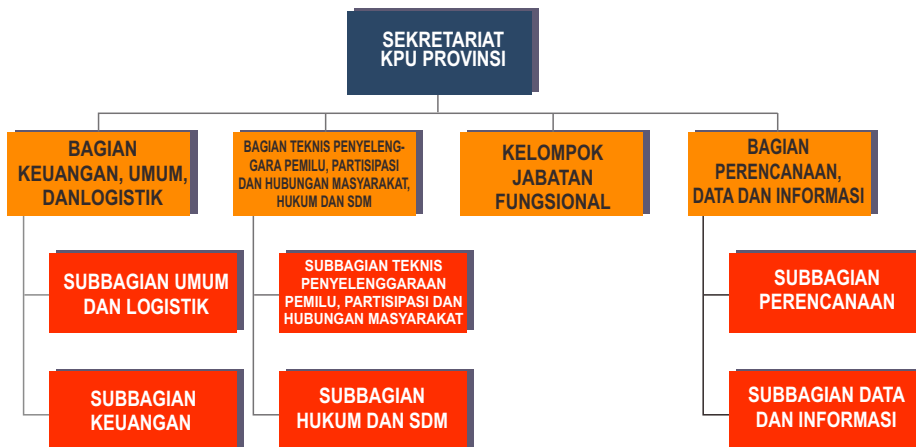 SEKRETARIAT
KPU PROVINSI
BAGIAN
KEUANGAN, UMUM,
DANLOGISTIK
BAGIAN TEKNIS PENYELENG-
GARA PEMILU, PARTISIPASI
DAN HUBUNGAN MASYARAKAT,
HUKUM DAN SDM
KELOMPOK
JABATAN
FUNGSIONAL
BAGIAN
PERENCANAAN,
DATA DAN INFORMASI
SUBBAGIAN UMUM
DAN LOGISTIK
SUBBAGIAN TEKNIS
PENYELENGGARAAN
PEMILU, PARTISIPASI DAN
HUBUNGAN MASYARAKAT
SUBBAGIAN
PERENCANAAN
SUBBAGIAN
KEUANGAN
SUBBAGIAN
HUKUM DAN SDM
SUBBAGIAN DATA
DAN INFORMASI